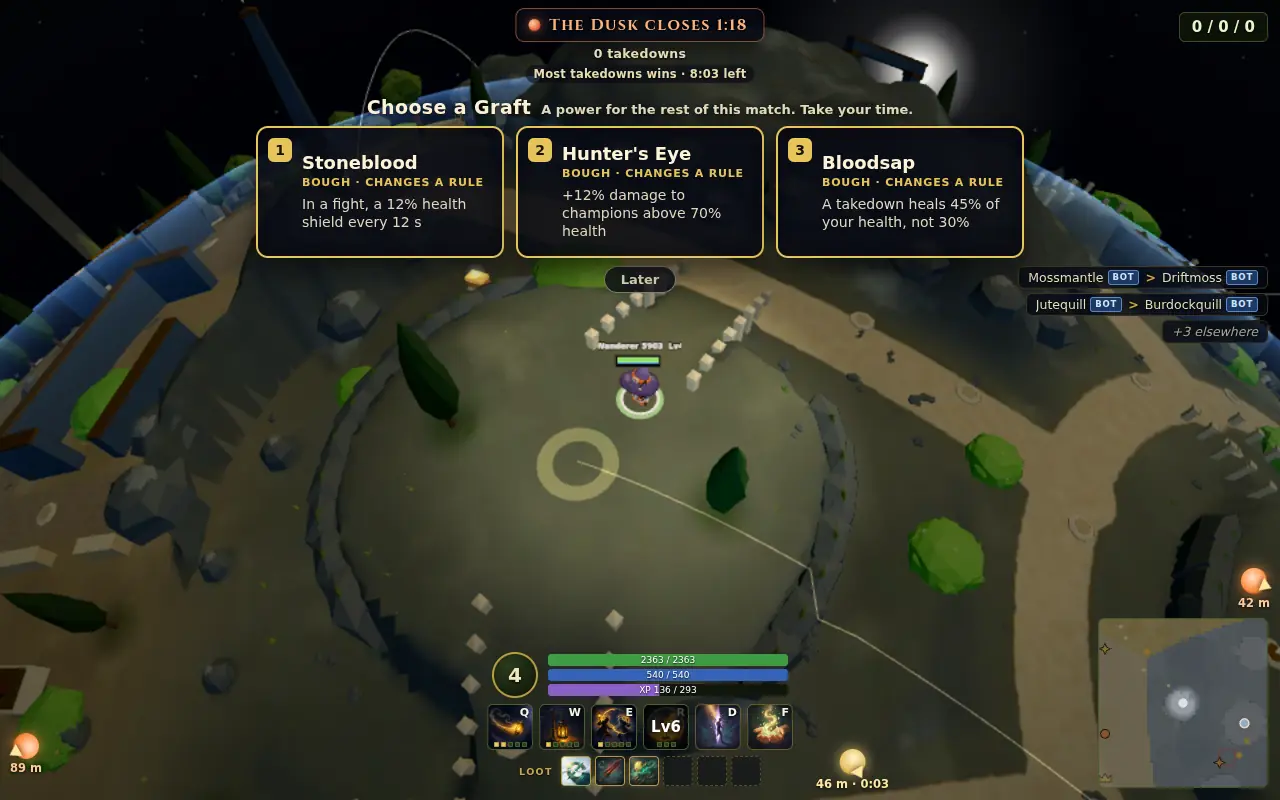 THE DUSK CLOSES 1:18
0 / 0 / 0
0 takedowns
Most takedowns wins · 8:03 left
Choose a Graft A power for the rest of this match. Take your time.
1
Stoneblood
BOUGH · CHANGES A RULE
In a fight, a 12% health
shield every 12 s
2
Hunter's Eye
BOUGH · CHANGES A RULE
+12% damage to
champions above 70%
health
3
Bloodsap
BOUGH · CHANGES A RULE
A takedown heals 45% of
your health, not 30%
Later
Mossmantle BOT > Driftmoss BOT
Jutequill BOT > Burdockquill BOT
+3 elsewhere
Wanderer 5903 Lv4
42 m
4
2363 / 2363
540 / 540
XP 136 / 293
Q
W
E
R
Lv6
D
F
LOOT
89 m
46 m · 0:03